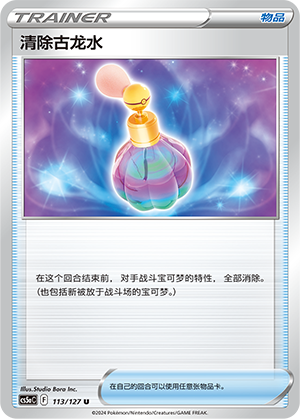 TRAINER
物品
清除古龙水
在这个回合结束前，对手战斗宝可梦的特性，全部消除。
（也包括新被放于战斗场的宝可梦。）
Illus.Studio Bora Inc.
CS5aC F 113/127 U
在自己的回合可以使用任意张物品卡。
©2024 Pokémon/Nintendo/Creatures/GAME FREAK.